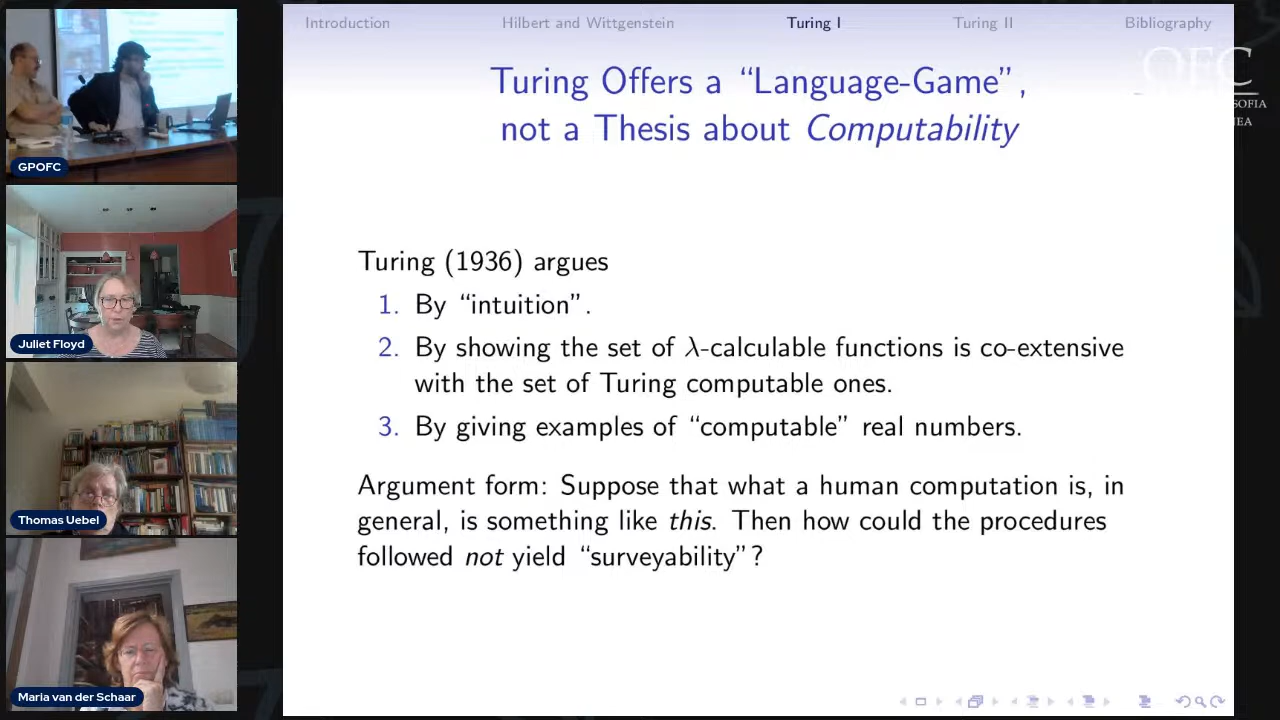 Introduction
Hilbert and Wittgenstein
Turing I
Turing II
Bibliography
Turing Offers a “Language-Game”,
not a Thesis about Computability
OFC
SOFIA
NEA
Turing (1936) argues
1. By “intuition”.
2. By showing the set of λ-calculable functions is co-extensive
with the set of Turing computable ones.
3. By giving examples of “computable” real numbers.
Argument form: Suppose that what a human computation is, in
general, is something like this. Then how could the procedures
followed not yield “surveyability”?
GPOFC
Juliet Floyd
Thomas Uebel
Maria van der Schaar